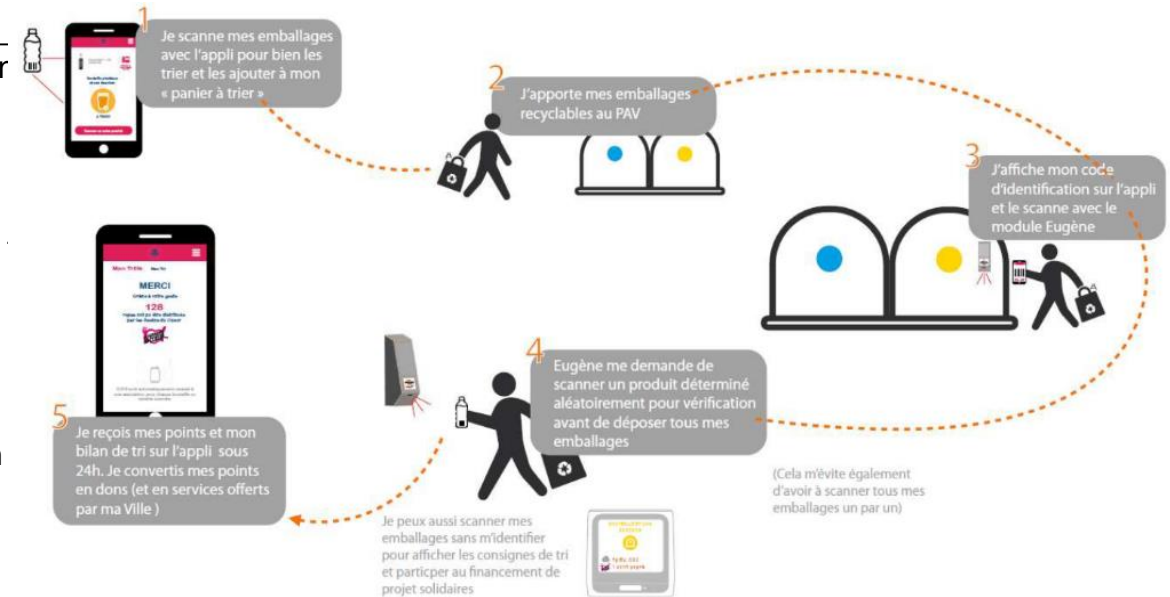 1
Je scanne mes emballages
avec l'appli pour bien les
trier et les ajouter à mon
« panier à trier »
2
J'apporte mes emballages
recyclables au PAV
3
J'affiche mon code
d'identification sur l'appli
et le scanne avec le
module Eugène
4
Eugène me demande de
scanner un produit déterminé
aléatoirement pour vérification
avant de déposer tous mes
emballages
(Cela m'évite également
d'avoir à scanner tous mes
emballages un par un)
Je peux aussi scanner mes
emballages sans m'identifier
pour afficher les consignes de tri
et particper au financement de
projet solidaires
MERCI
128
5
Je reçois mes points et mon
bilan de tri sur l'appli sous
24h. Je convertis mes points
en dons (et en services offerts
par ma Ville )